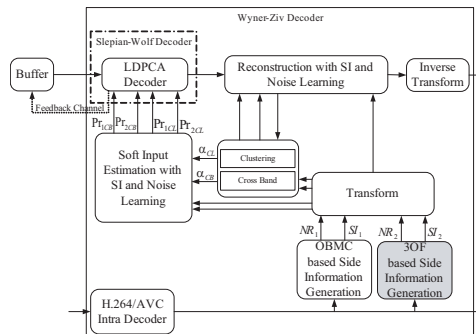 Wyner-Ziv Decoder
Slepian-Wolf Decoder
Buffer
LDPCA
Decoder
Reconstruction with SI and
Noise Learning
Inverse
Transform
Feedback Channel
Pr1CB
Pr2CB
Pr1CL
Pr2CL
Soft Input
Estimation with
SI and Noise
Learning
αCL
αCB
Clustering
Cross Band
Transform
NR1
SI1
NR2
SI2
OBMC
based Side
Information
Generation
3OF
based Side
Information
Generation
H.264/AVC
Intra Decoder